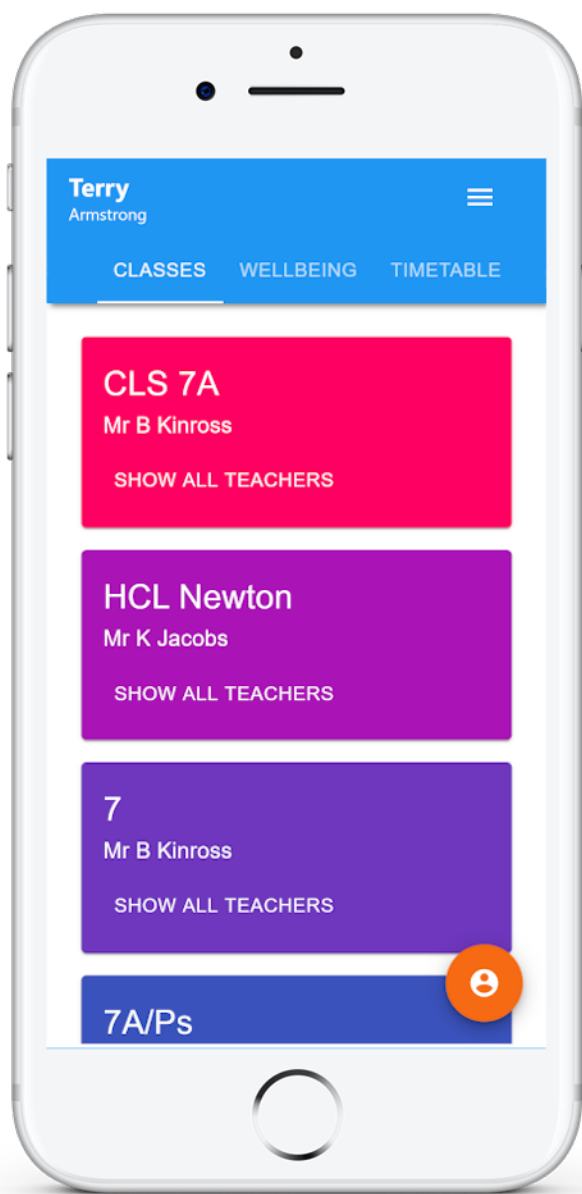 Terry
Armstrong
CLASSES WELLBEING TIMETABLE
CLS 7A
Mr B Kinross
SHOW ALL TEACHERS
HCL Newton
Mr K Jacobs
SHOW ALL TEACHERS
7
Mr B Kinross
SHOW ALL TEACHERS
7A/Ps